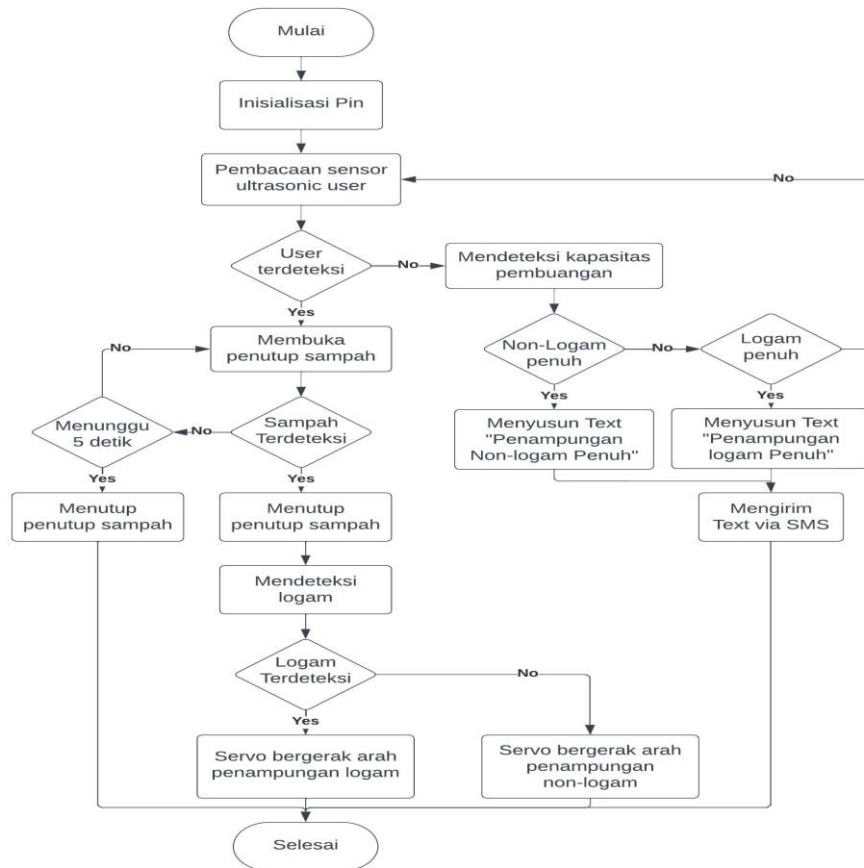 Mulai
Inisialisasi Pin
Pembacaan sensor
ultrasonic user
No
User
terdeteksi
No
Mendeteksi kapasitas
pembuangan
Yes
No
Membuka
penutup sampah
Non-Logam
penuh
No
Logam
penuh
Menunggu
5 detik
No
Sampah
Terdeteksi
Yes
Yes
Menyusun Text
"Penampungan
Non-logam Penuh"
Menyusun Text
"Penampungan
logam Penuh"
Yes
Yes
Menutup
penutup sampah
Menutup
penutup sampah
Mengirim
Text via SMS
Mendeteksi
logam
Logam
Terdeteksi
No
Yes
Servo bergerak arah
penampungan logam
Servo bergerak arah
penampungan
non-logam
Selesai